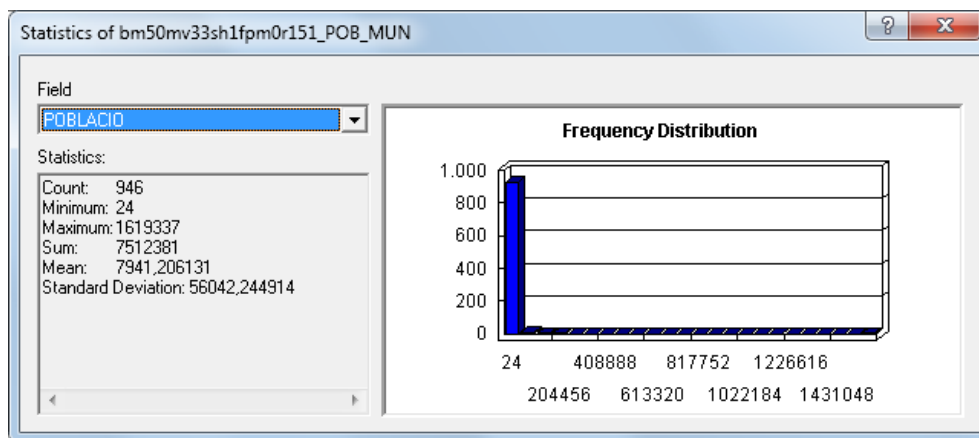 Statistics of bm50mv33sh1fpm0r151_POB_MUN
?
Field
POBLACIO
Statistics:
Count: 946
Minimum: 24
Maximum: 1619337
Sum: 7512381
Mean: 7941,206131
Standard Deviation: 56042,244914
Frequency Distribution
1.000
800
600
400
200
0
24 408888 817752 1226616
204456 613320 1022184 1431048